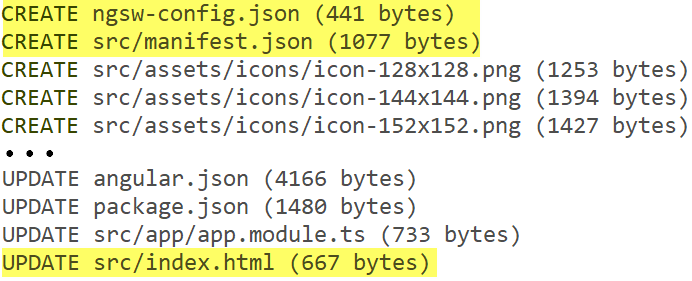 CREATE ngsw-config.json (441 bytes)
CREATE src/manifest.json (1077 bytes)
CREATE src/assets/icons/icon-128x128.png (1253 bytes)
CREATE src/assets/icons/icon-144x144.png (1394 bytes)
CREATE src/assets/icons/icon-152x152.png (1427 bytes)
• • •
UPDATE angular.json (4166 bytes)
UPDATE package.json (1480 bytes)
UPDATE src/app/app.module.ts (733 bytes)
UPDATE src/index.html (667 bytes)